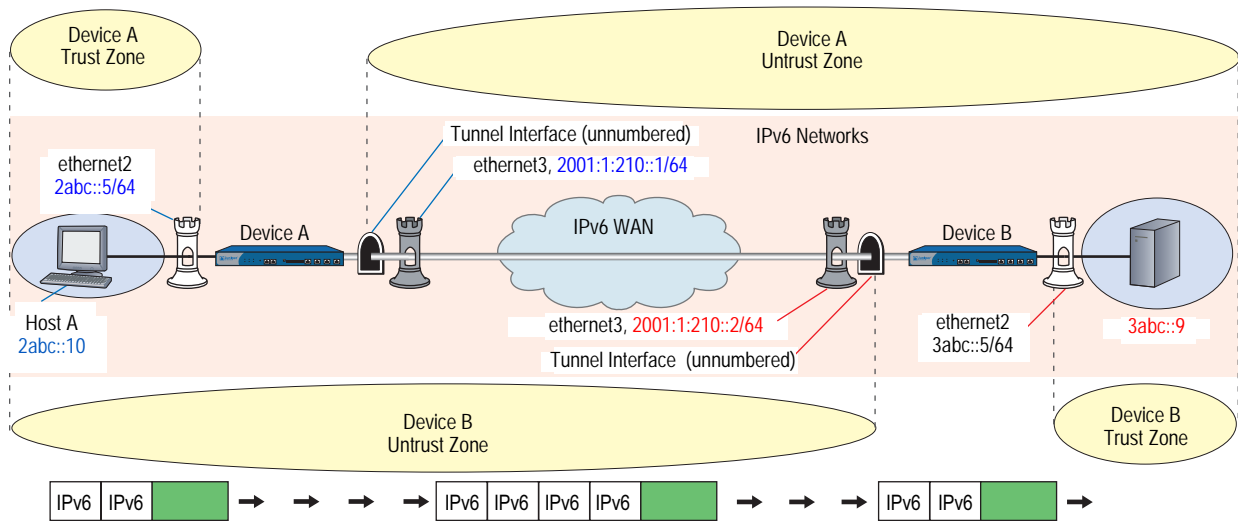 Device A
Trust Zone
Device A
Untrust Zone
Tunnel Interface (unnumbered)
IPv6 Networks
ethernet2
2abc::5/64
ethernet3, 2001:1:210::1/64
Device A
IPv6 WAN
Device B
Host A
2abc::10
ethernet3, 2001:1:210::2/64
Tunnel Interface (unnumbered)
ethernet2
3abc::5/64
3abc::9
Device B
Untrust Zone
Device B
Trust Zone
IPv6 IPv6 IPv6 IPv6 IPv6 IPv6 IPv6 IPv6